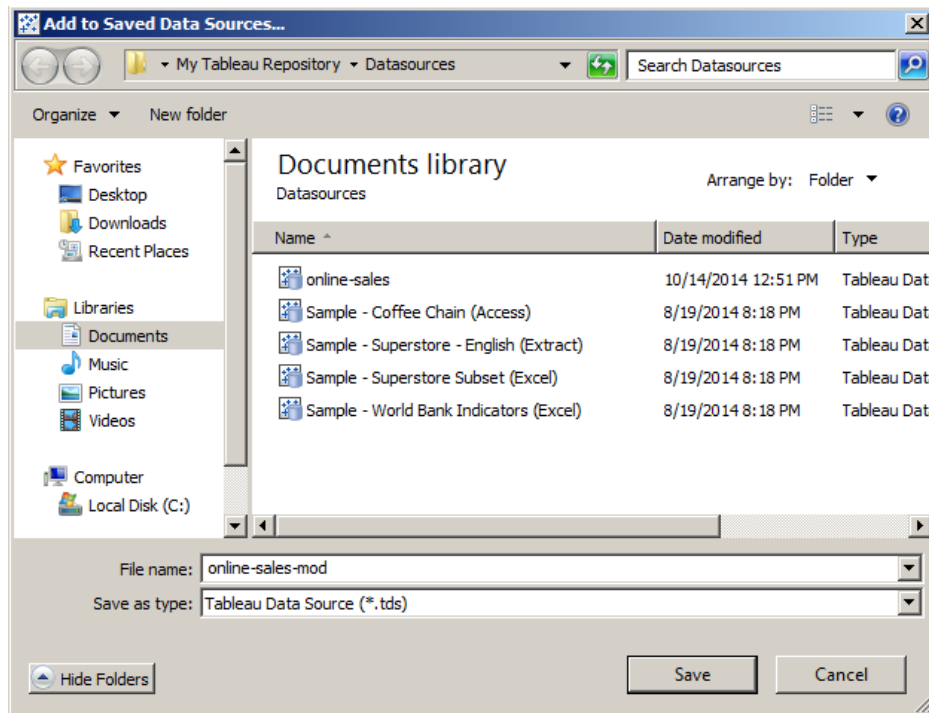 Add to Saved Data Sources...
My Tableau Repository Datasources
Search Datasources
Organize New folder
Favorites
Desktop
Downloads
Recent Places
Libraries
Documents
Music
Pictures
Videos
Computer
Local Disk (C:)
Documents library
Datasources
Arrange by: Folder
Name Date modified Type
online-sales 10/14/2014 12:51 PM Tableau Dat
Sample - Coffee Chain (Access) 8/19/2014 8:18 PM Tableau Dat
Sample - Superstore - English (Extract) 8/19/2014 8:18 PM Tableau Dat
Sample - Superstore Subset (Excel) 8/19/2014 8:18 PM Tableau Dat
Sample - World Bank Indicators (Excel) 8/19/2014 8:18 PM Tableau Dat
File name: online-sales-mod
Save as type: Tableau Data Source (*.tds)
Hide Folders Save Cancel